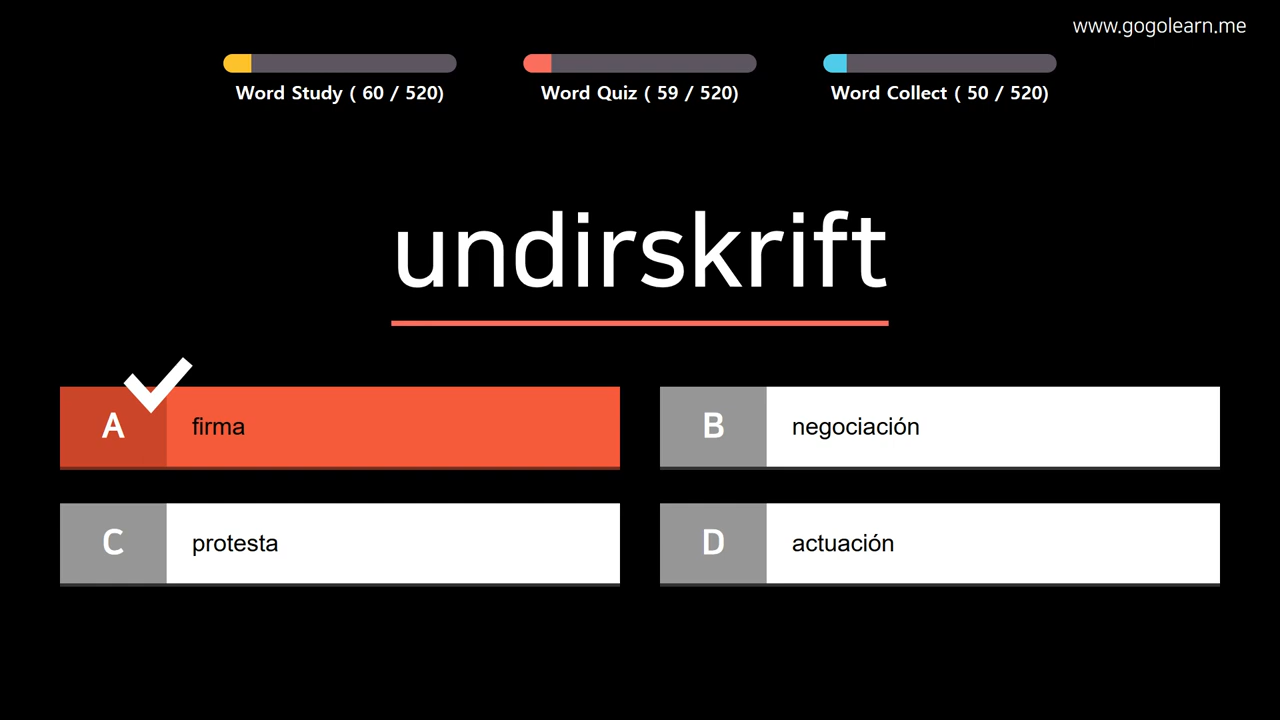 www.gogolearn.me
Word Study ( 60 / 520)
Word Quiz ( 59 / 520)
Word Collect ( 50 / 520)
undirskrift
A firma
B negociación
C protesta
D actuación